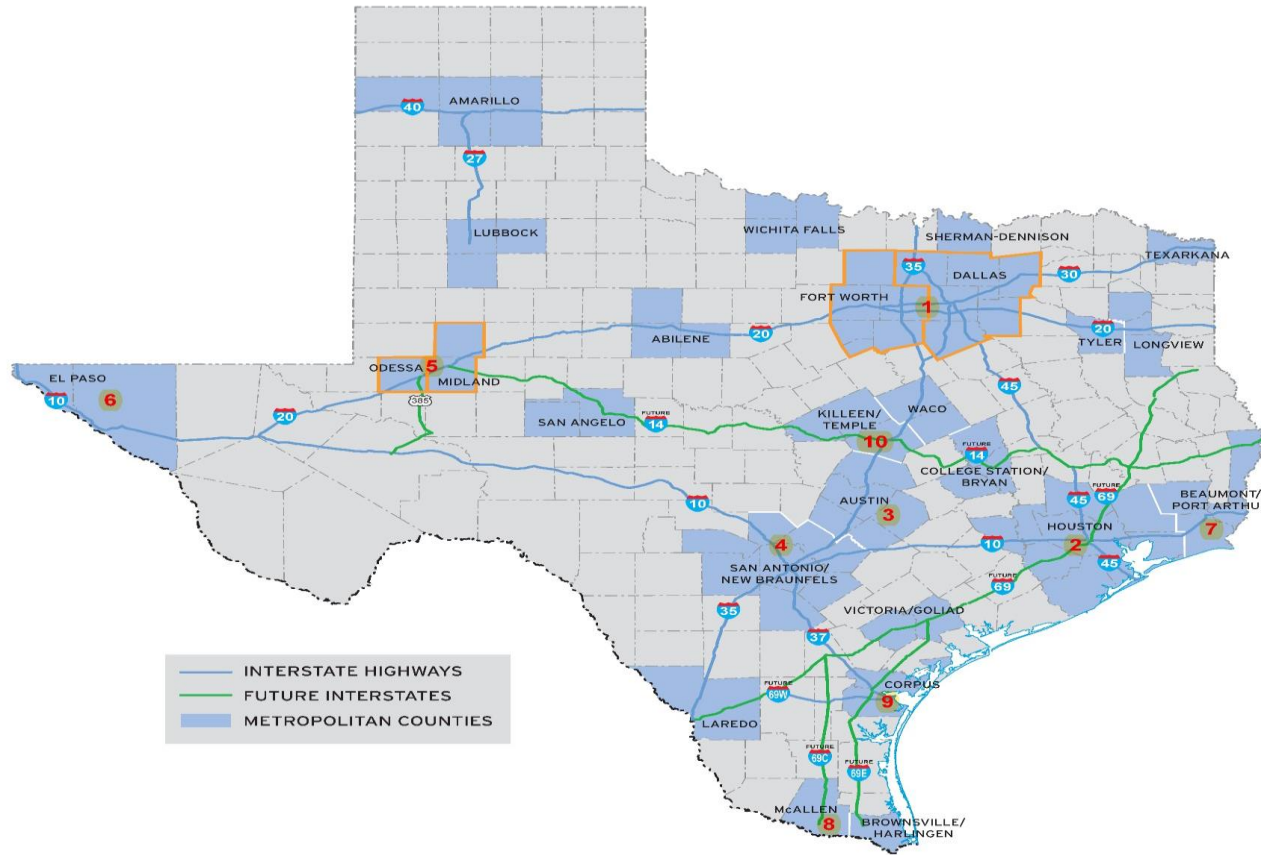 AMARILLO
40
27
LUBBOCK
WICHITA FALLS
SHERMAN-DENNISON
TEXARKANA
35
DALLAS
30
FORT WORTH
1
20
ABILENE
20
TYLER
LONGVIEW
ODESSA
5
MIDLAND
EL PASO
6
10
20
385
45
SAN ANGELO
FUTURE
14
KILLEEN/
TEMPLE
WACO
10
FUTURE
14
COLLEGE STATION/
BRYAN
AUSTIN
3
10
45
FUTURE
69
BEAUMONT/
PORT ARTHUR
7
HOUSTON
2
10
45
4
SAN ANTONIO/
NEW BRAUNFELS
FUTURE
69
35
VICTORIA/GOLIAD
37
INTERSTATE HIGHWAYS
FUTURE INTERSTATES
METROPOLITAN COUNTIES
FUTURE
69W
CORPUS
9
LAREDO
FUTURE
69C
FUTURE
69E
McALLEN
8
BROWNSVILLE/
HARLINGEN